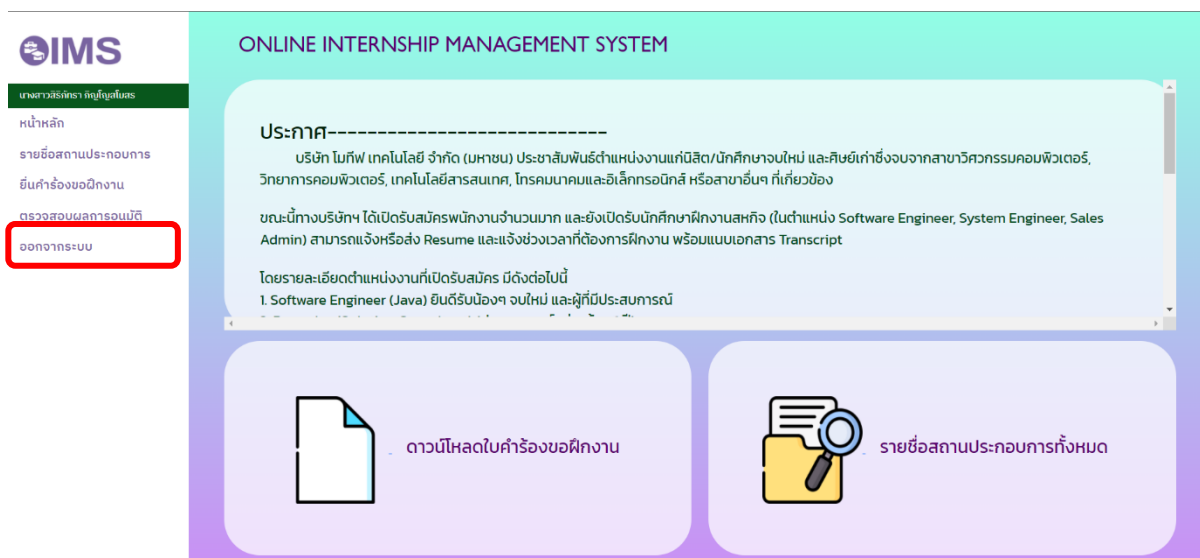 OIMS
ONLINE INTERNSHIP MANAGEMENT SYSTEM
นางสาวสิริภัทรา ภิญโญสโมสร
หน้าหลัก
รายชื่อสถานประกอบการ
ยื่นคำร้องขอฝึกงาน
ตรวจสอบผลการอนมัติ
ออกจากระบบ
ประกาศ----------------------------
บริษัท โมทีฟ เทคโนโลยี จำกัด (มหาชน) ประชาสัมพันธ์ตำแหน่งงานแก่นิสิต/นักศึกษาจบใหม่ และศิษย์เก่าซึ่งจบจากสาขาวิศวกรรมคอมพิวเตอร์,
วิทยาการคอมพิวเตอร์, เทคโนโลยีสารสนเทศ, โทรคมนาคมและอิเล็กทรอนิกส์ หรือสาขาอื่นๆ ที่เกี่ยวข้อง
ขณะนี้ทางบริษัทฯ ได้เปิดรับสมัครพนักงานจำนวนมาก และยังเปิดรับนักศึกษาฝึกงานสหกิจ (ในตำแหน่ง Software Engineer, System Engineer, Sales
Admin) สามารถแจ้งหรือส่ง Resume และแจ้งช่วงเวลาที่ต้องการฝึกงาน พร้อมแนบเอกสาร Transcript
โดยรายละเอียดตำแหน่งงานที่เปิดรับสมัคร มีดังต่อไปนี้
1. Software Engineer (Java) ยินดีรับน้องๆ จบใหม่ และผู้ที่มีประสบการณ์
ดาวน์โหลดใบคำร้องขอฝึกงาน
รายชื่อสถานประกอบการทั้งหมด